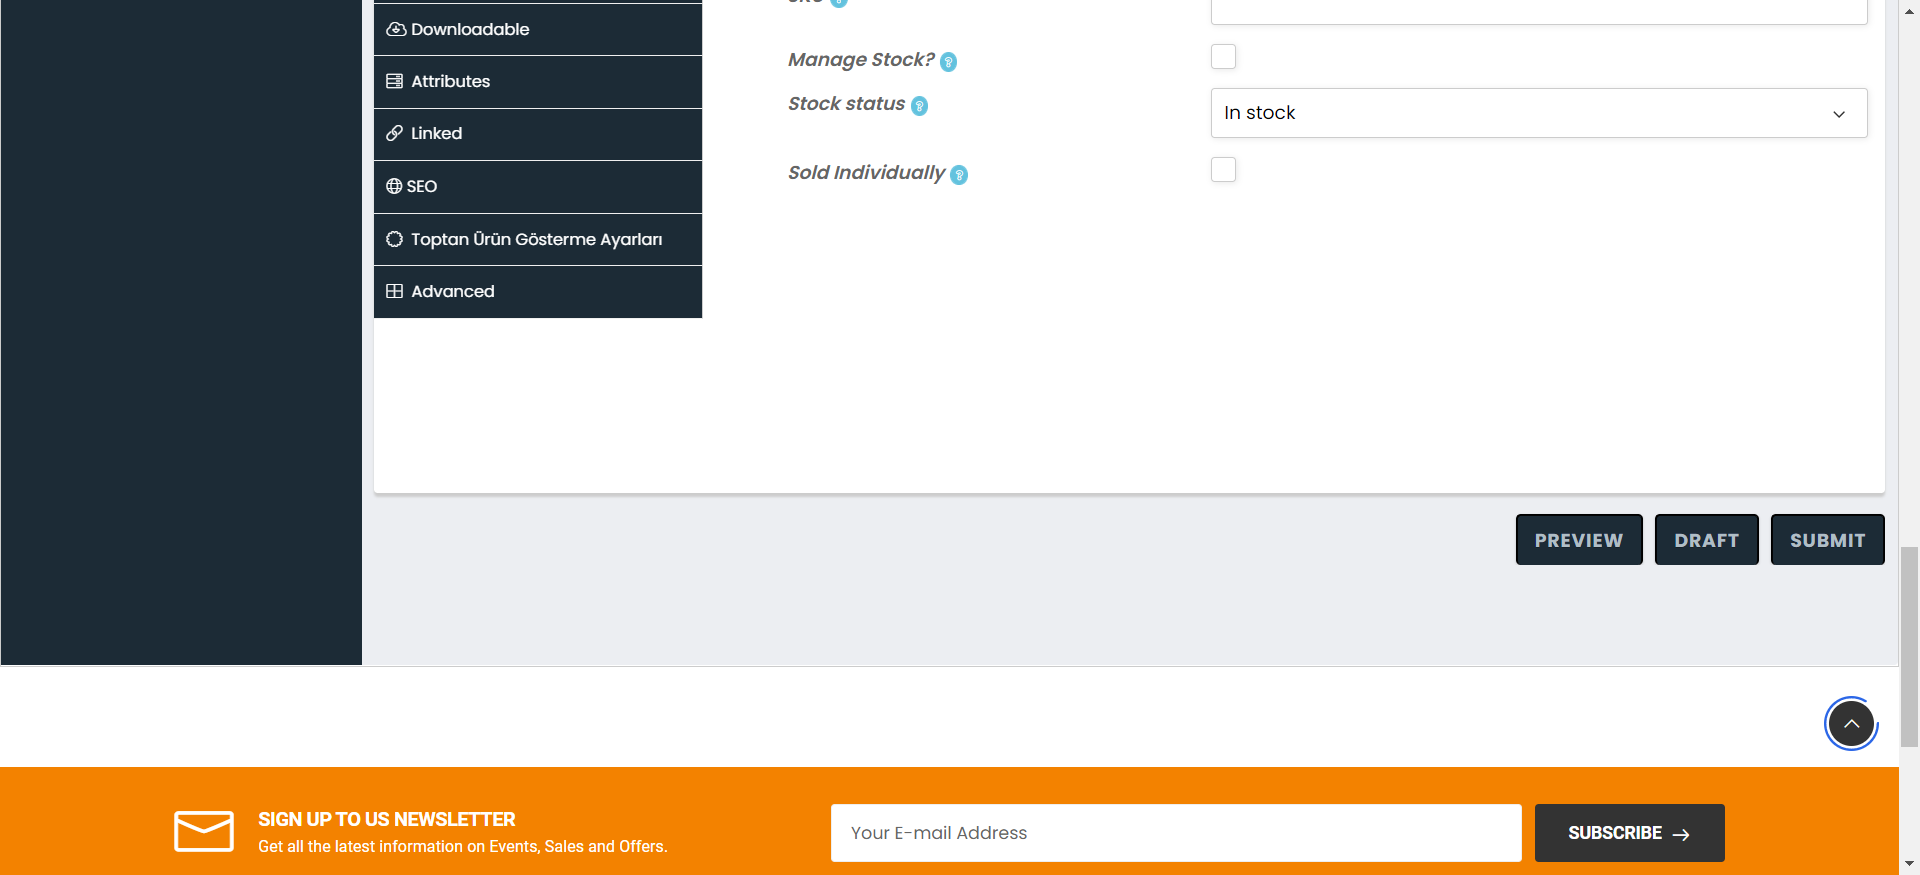 Downloadable
Attributes
Linked
SEO
Toptan Ürün Gösterme Ayarları
Advanced
Manage Stock?
Stock status
In stock
Sold Individually
PREVIEW
DRAFT
SUBMIT
SIGN UP TO US NEWSLETTER
Get all the latest information on Events, Sales and Offers.
Your E-mail Address
SUBSCRIBE